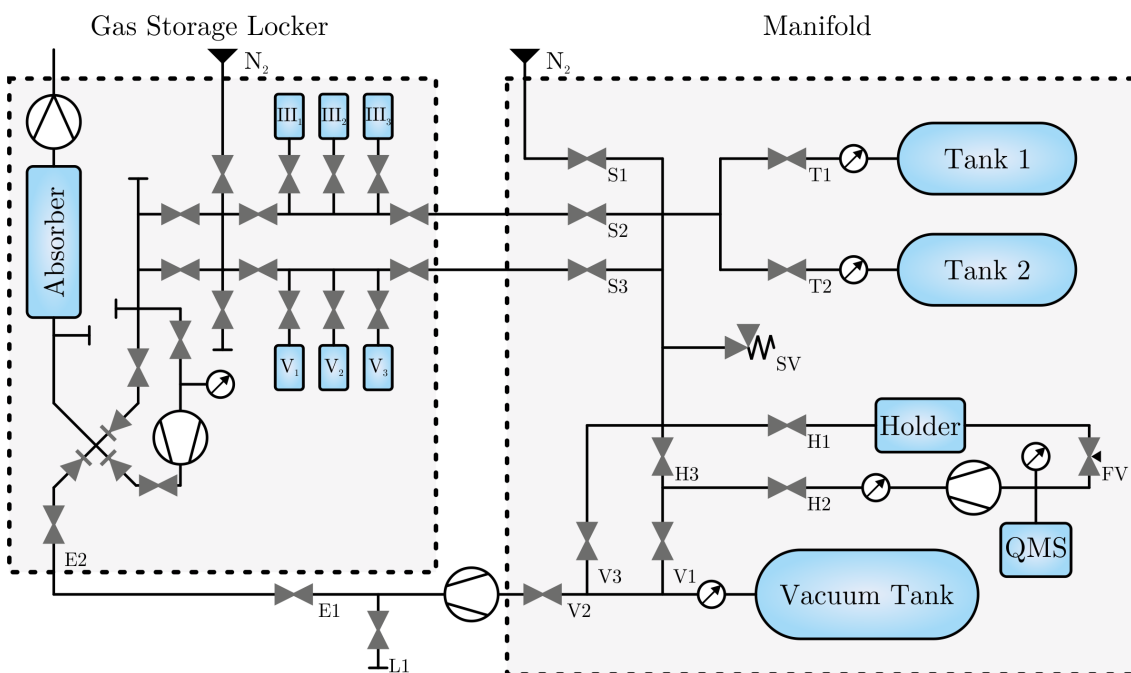 Gas Storage Locker
Manifold
N₂
N₂
III₁
III₂
III₃
Absorber
S1
T1
Tank 1
S2
S3
T2
Tank 2
V₁
V₂
V₃
SV
H1
Holder
H3
FV
H2
QMS
E2
V3
V1
E1
V2
Vacuum Tank
L1